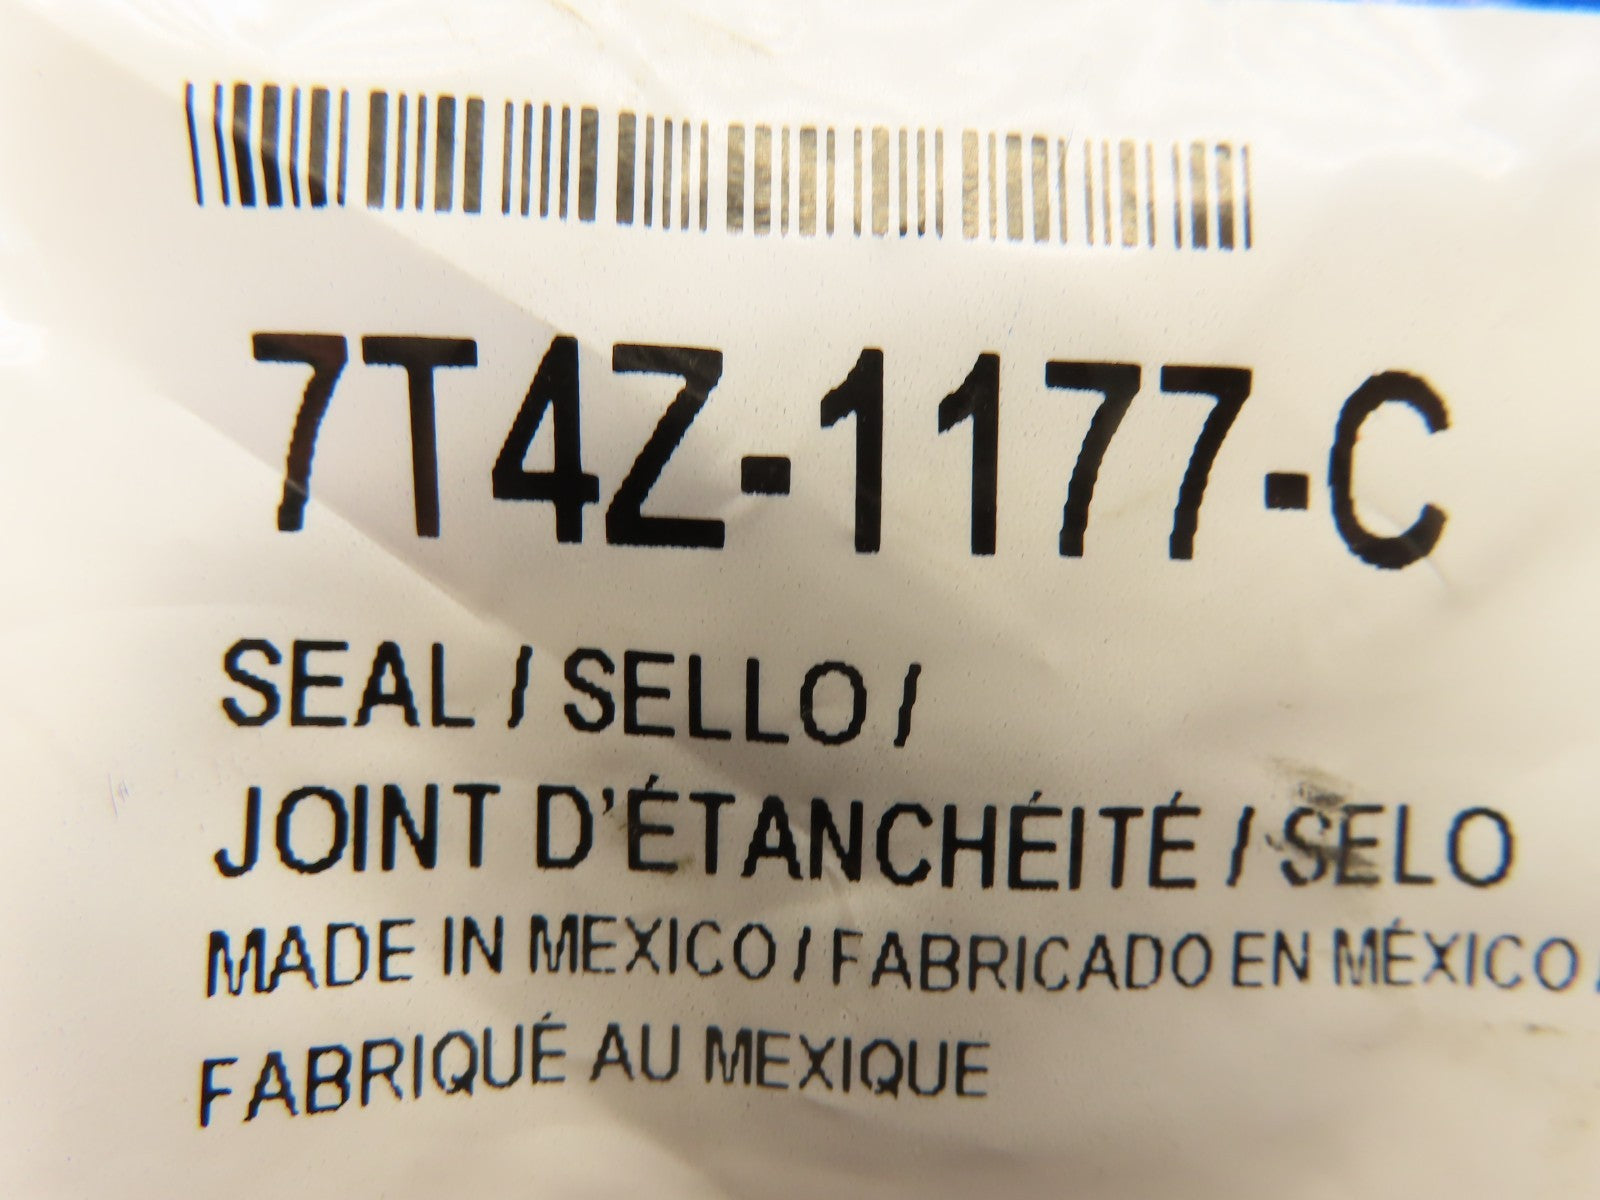 7T4Z-1177-C
SEAL / SELLO /
JOINT D'ÉTANCHÉITÉ / SELO
MADE IN MEXICO / FABRICADO EN MÉXICO /
FABRIQUÉ AU MEXIQUE